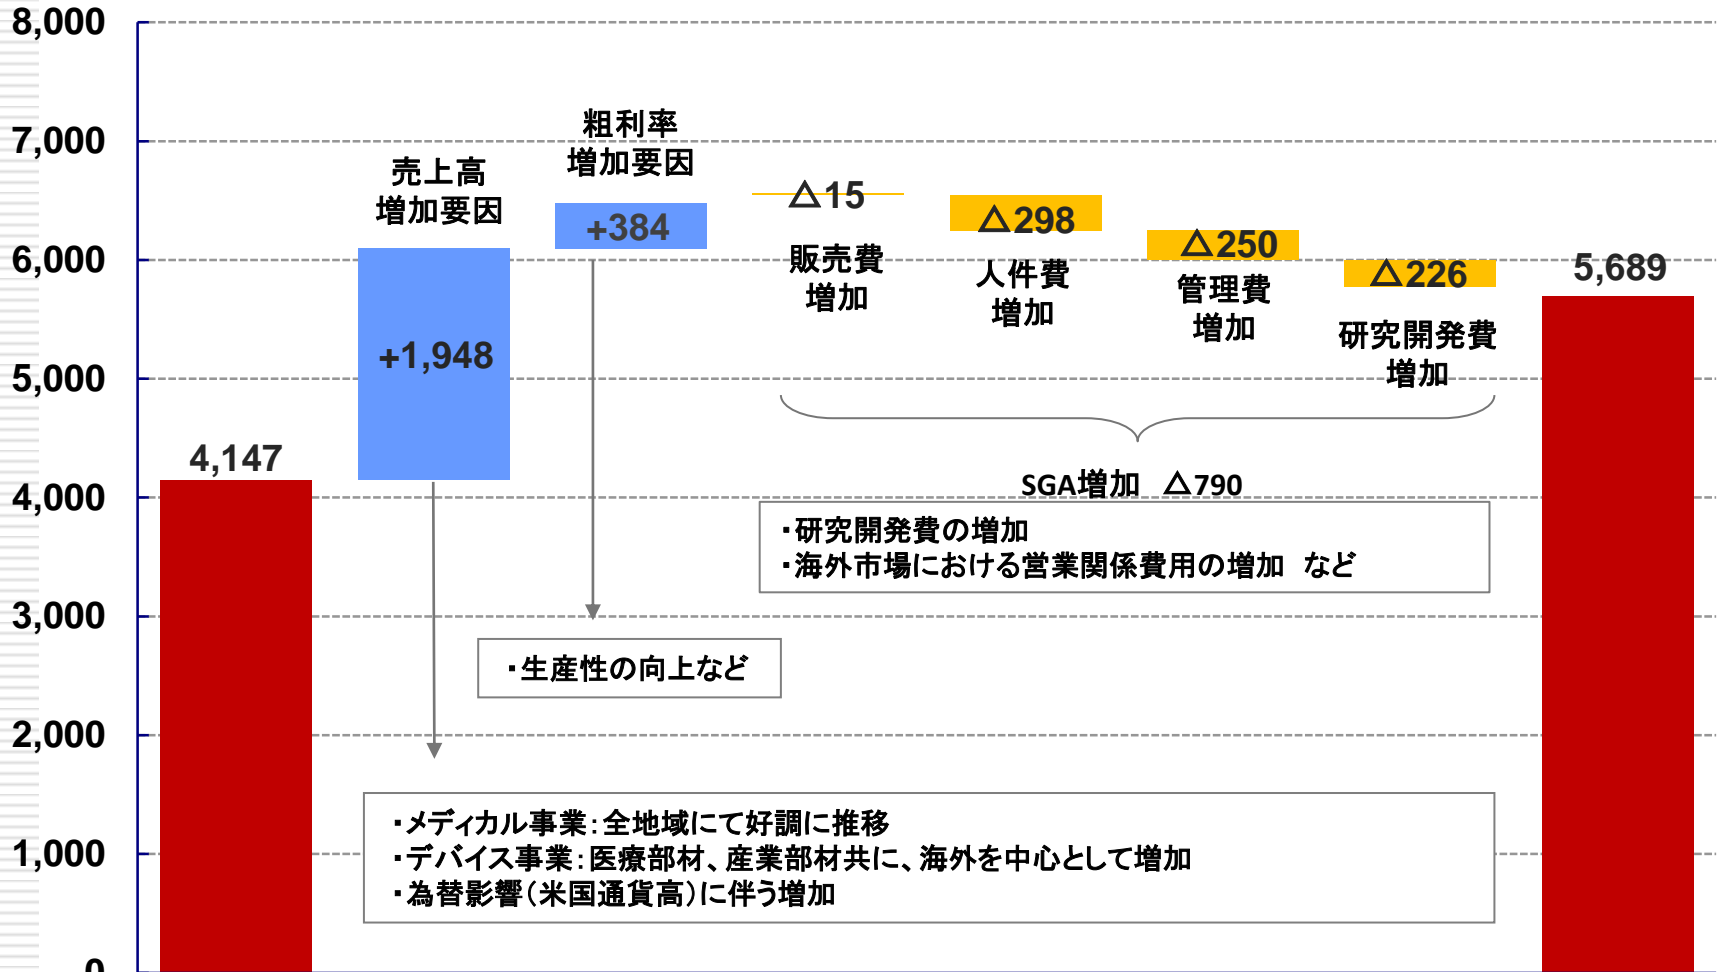 8,000
7,000
6,000
5,000
4,000
3,000
2,000
1,000
0
4,147
売上高
増加要因
+1,948
粗利率
増加要因
+384
△15
販売費
増加
△298
人件費
増加
△250
管理費
増加
△226
研究開発費
増加
5,689
SGA増加　△790
・研究開発費の増加
・海外市場における営業関係費用の増加　など
・生産性の向上など
・メディカル事業：全地域にて好調に推移
・デバイス事業：医療部材、産業部材共に、海外を中心として増加
・為替影響（米国通貨高）に伴う増加